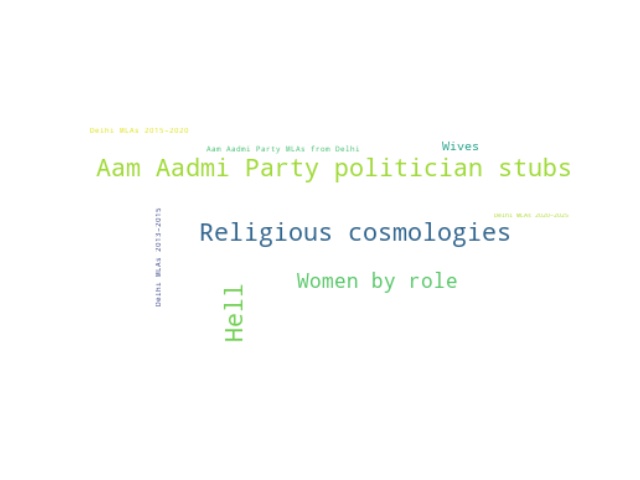 Delhi MLAs 2015–2020
Aam Aadmi Party MLAs from Delhi
Wives
Aam Aadmi Party politician stubs
Delhi MLAs 2013–2015
Delhi MLAs 2020–2025
Religious cosmologies
Women by role
Hell